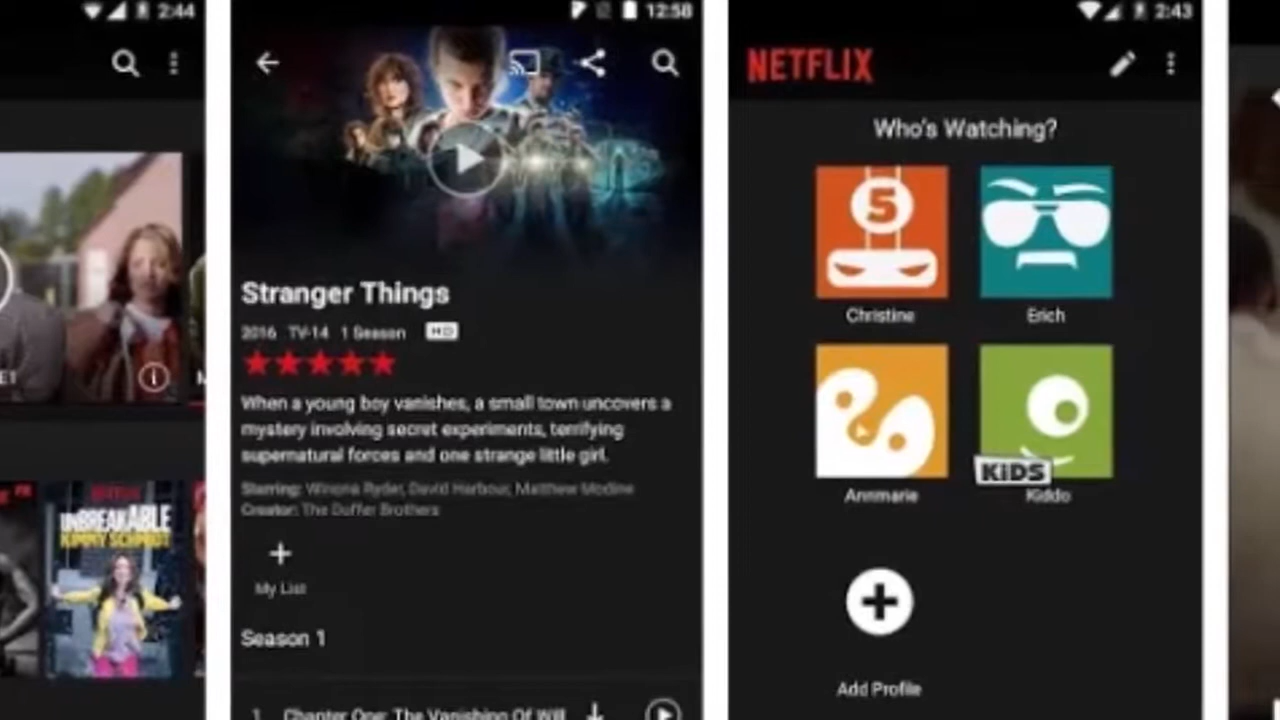 2:44
E1
UNBREAKABLE
KIMMY SCHMIDT
12:58
Stranger Things
2016 TV-14 1 Season HD
When a young boy vanishes, a small town uncovers a
mystery involving secret experiments, terrifying
supernatural forces and one strange little girl.
Starring: Winona Ryder, David Harbour, Matthew Modine
Creator: The Duffer Brothers
My List
Season 1
1 Chapter One: The Vanishing Of Will
2:43
NETFLIX
Who's Watching?
5
Christine
Erich
KiDS
Annmarie
Kiddo
Add Profile